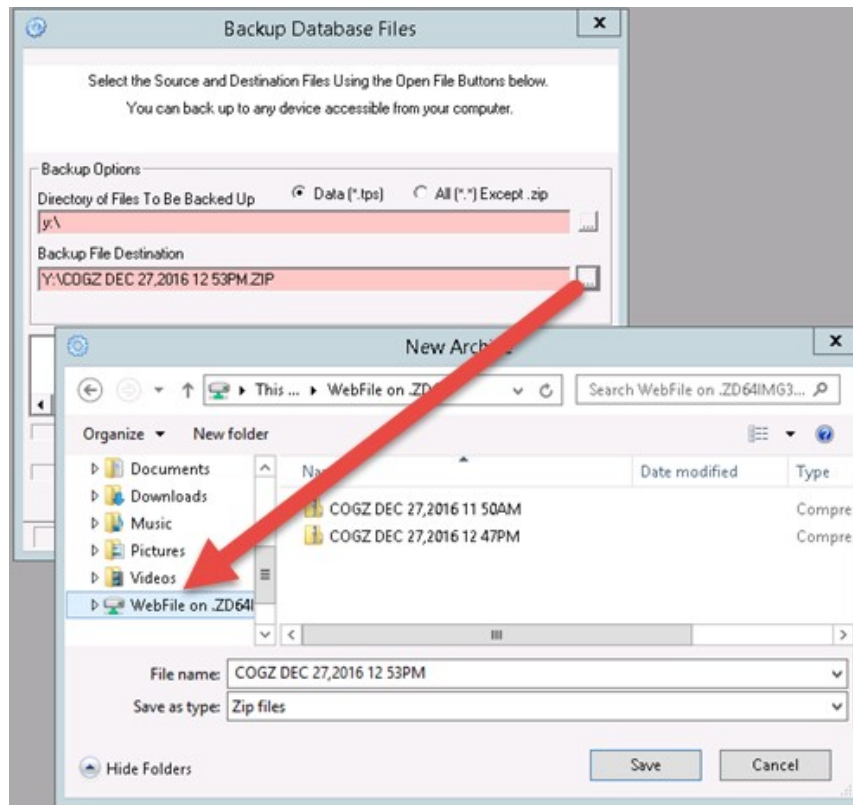 Backup Database Files
x
Select the Source and Destination Files Using the Open File Buttons below.
You can back up to any device accessible from your computer.
Backup Options
Directory of Files To Be Backed Up
Data (*.tps)
All (*.*) Except .zip
y:\
...
Backup File Destination
Y:\COGZ DEC 27,2016 12 53PM.ZIP
...
New
x
This ... WebFile on
Search WebFile on .ZD64IMG3...
Organize
New folder
Documents
Downloads
Music
Pictures
Videos
WebFile on .ZD64I
Date modified
Type
COGZ DEC 27,2016 11 50AM
Compre
COGZ DEC 27,2016 12 47PM
Compre
File name:
COGZ DEC 27,2016 12 53PM
Save as type:
Zip files
Hide Folders
Save
Cancel